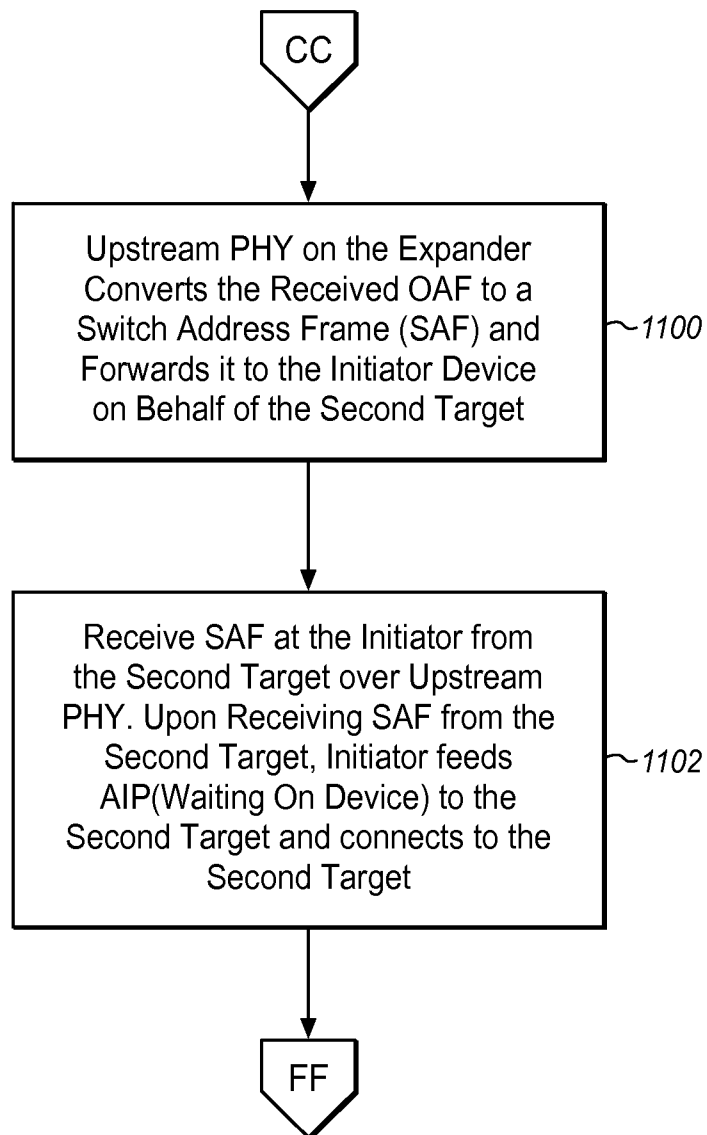 CC
Upstream PHY on the Expander
Converts the Received OAF to a
Switch Address Frame (SAF) and
Forwards it to the Initiator Device
on Behalf of the Second Target
1100
Receive SAF at the Initiator from
the Second Target over Upstream
PHY. Upon Receiving SAF from the
Second Target, Initiator feeds
AIP(Waiting On Device) to the
Second Target and connects to the
Second Target
1102
FF